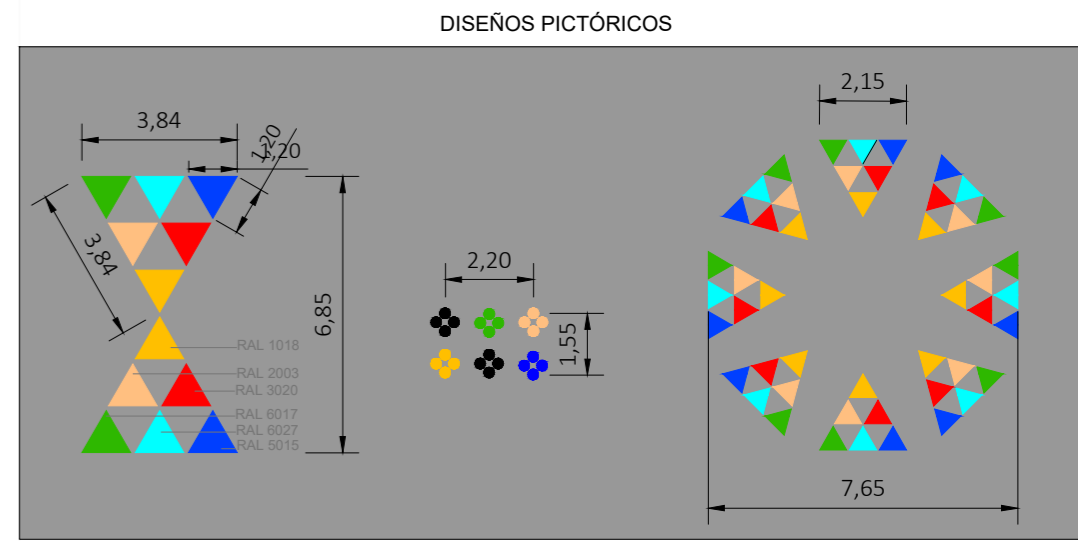 DISEÑOS PICTÓRICOS
3,84
1,20
1,20
3,84
6,85
RAL 1018
RAL 2003
RAL 3020
RAL 6017
RAL 6027
RAL 5015
2,20
1,55
2,15
7,65